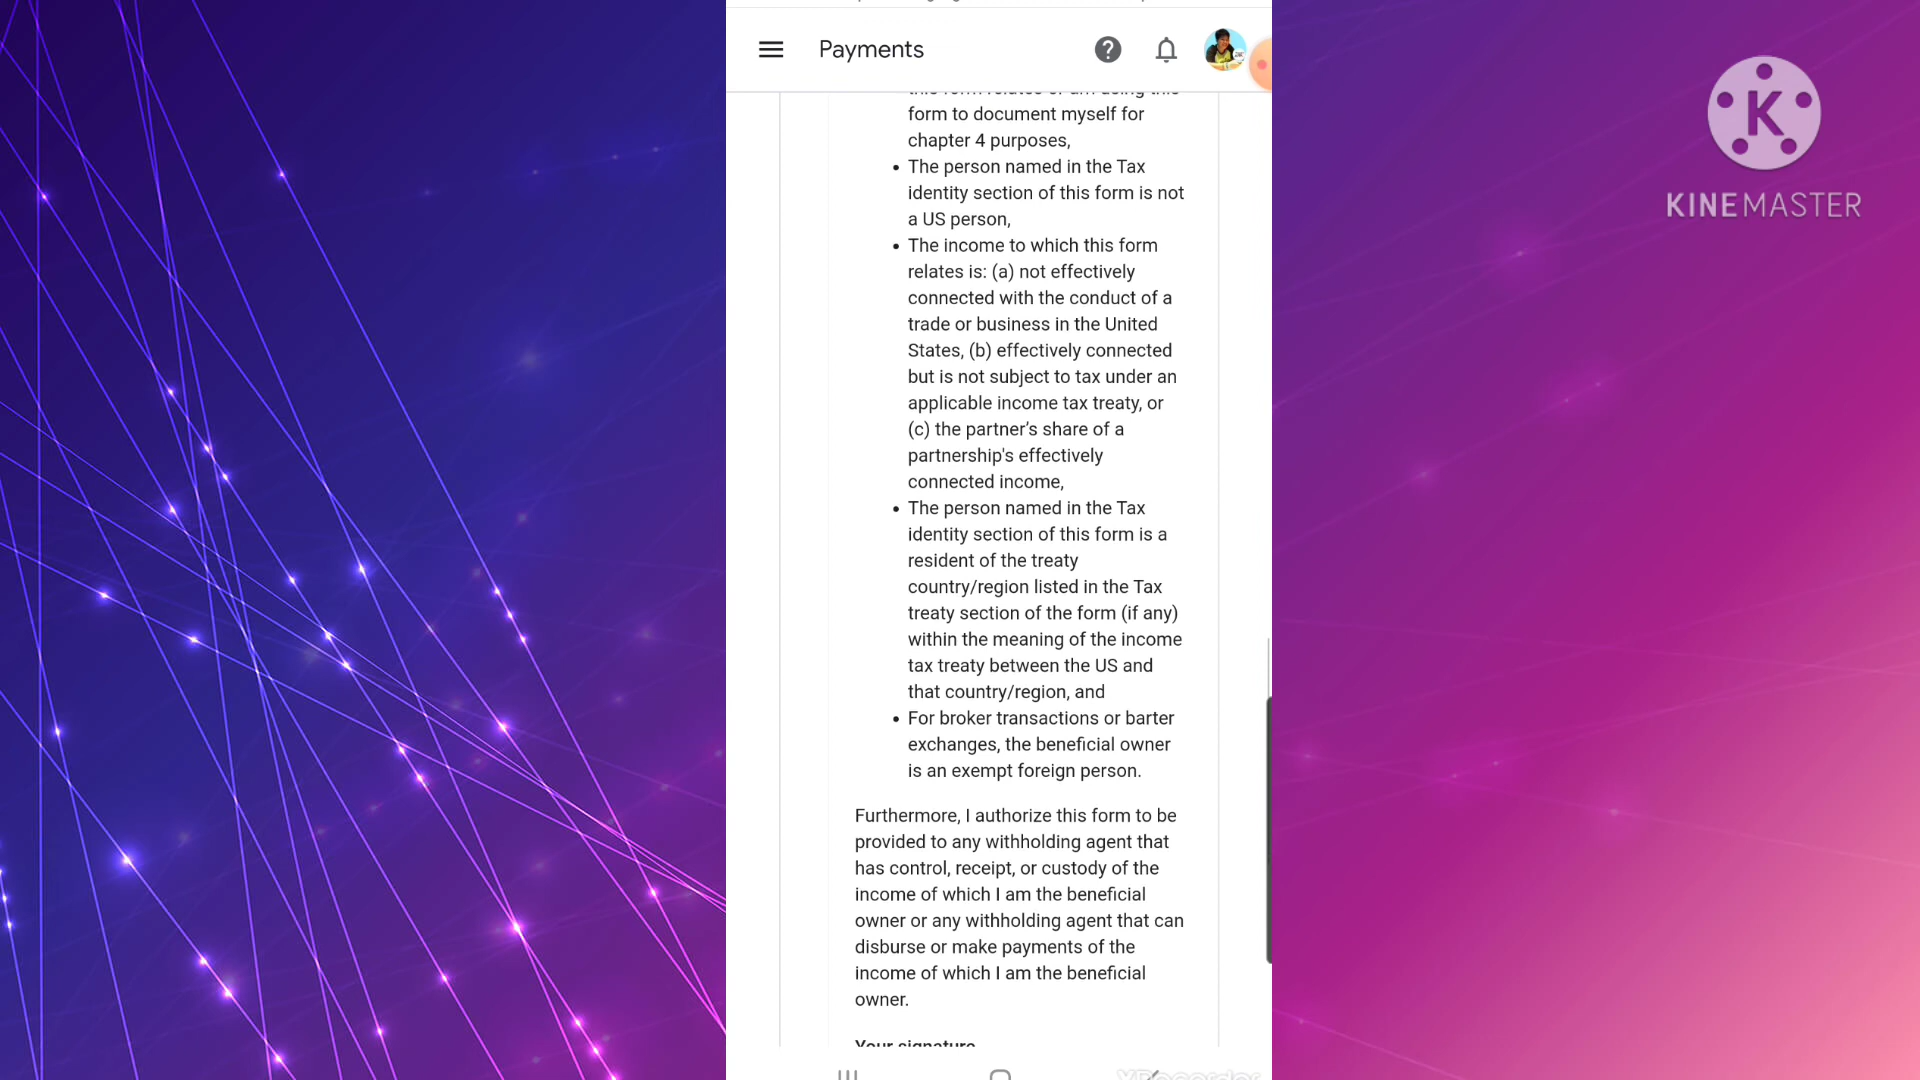 Payments
form to document myself for
chapter 4 purposes,
• The person named in the Tax
identity section of this form is not
a US person,
• The income to which this form
relates is: (a) not effectively
connected with the conduct of a
trade or business in the United
States, (b) effectively connected
but is not subject to tax under an
applicable income tax treaty, or
(c) the partner's share of a
partnership's effectively
connected income,
• The person named in the Tax
identity section of this form is a
resident of the treaty
country/region listed in the Tax
treaty section of the form (if any)
within the meaning of the income
tax treaty between the US and
that country/region, and
• For broker transactions or barter
exchanges, the beneficial owner
is an exempt foreign person.
Furthermore, I authorize this form to be
provided to any withholding agent that
has control, receipt, or custody of the
income of which I am the beneficial
owner or any withholding agent that can
disburse or make payments of the
income of which I am the beneficial
owner.
Your signature
K
KINEMASTER